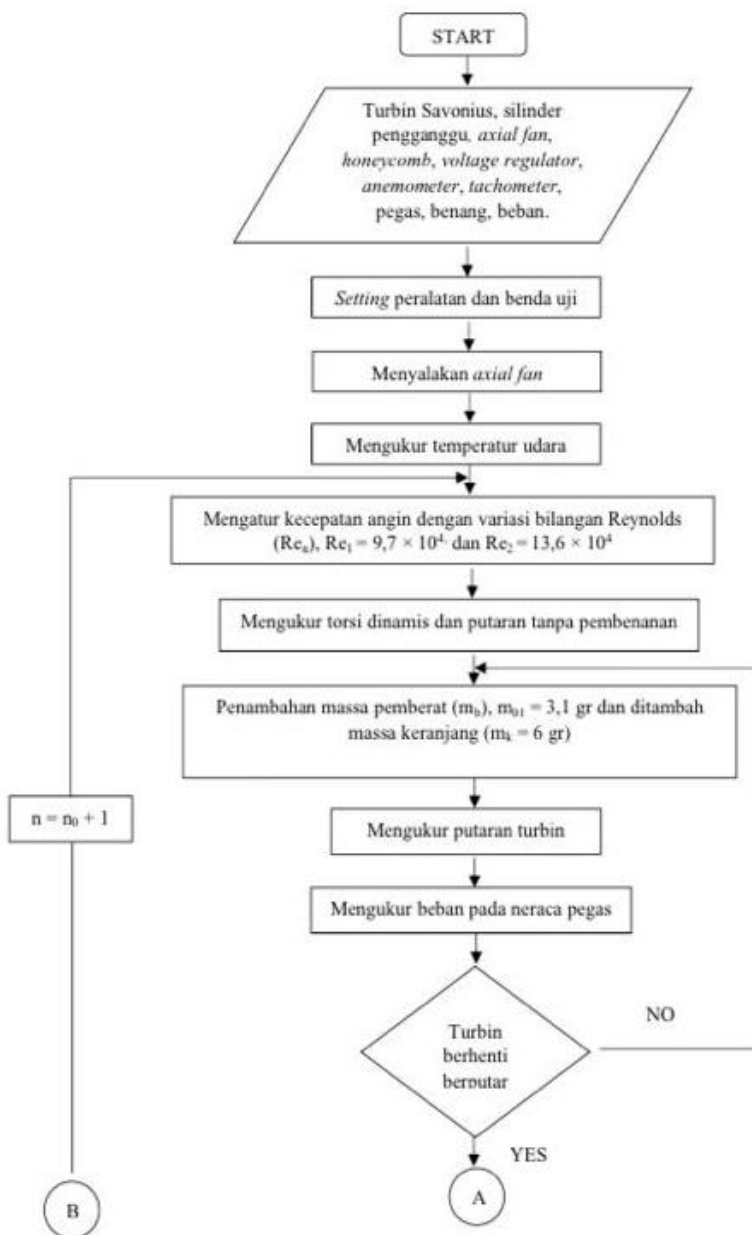 START
Turbin Savonius, silinder
pengganggu, axial fan,
honeycomb, voltage regulator,
anemometer, tachometer,
pegas, benang, beban.
Setting peralatan dan benda uji
Menyalakan axial fan
Mengukur temperatur udara
Mengatur kecepatan angin dengan variasi bilangan Reynolds
(Reₐ), Re₁ = 9,7 × 10⁴, dan Re₂ = 13,6 × 10⁴
Mengukur torsi dinamis dan putaran tanpa pembenanan
Penambahan massa pemberat (m_b), m₀₁ = 3,1 gr dan ditambah
massa keranjang (mₖ = 6 gr)
n = n₀ + 1
Mengukur putaran turbin
Mengukur beban pada neraca pegas
Turbin
berhenti
berputar
NO
YES
A
B